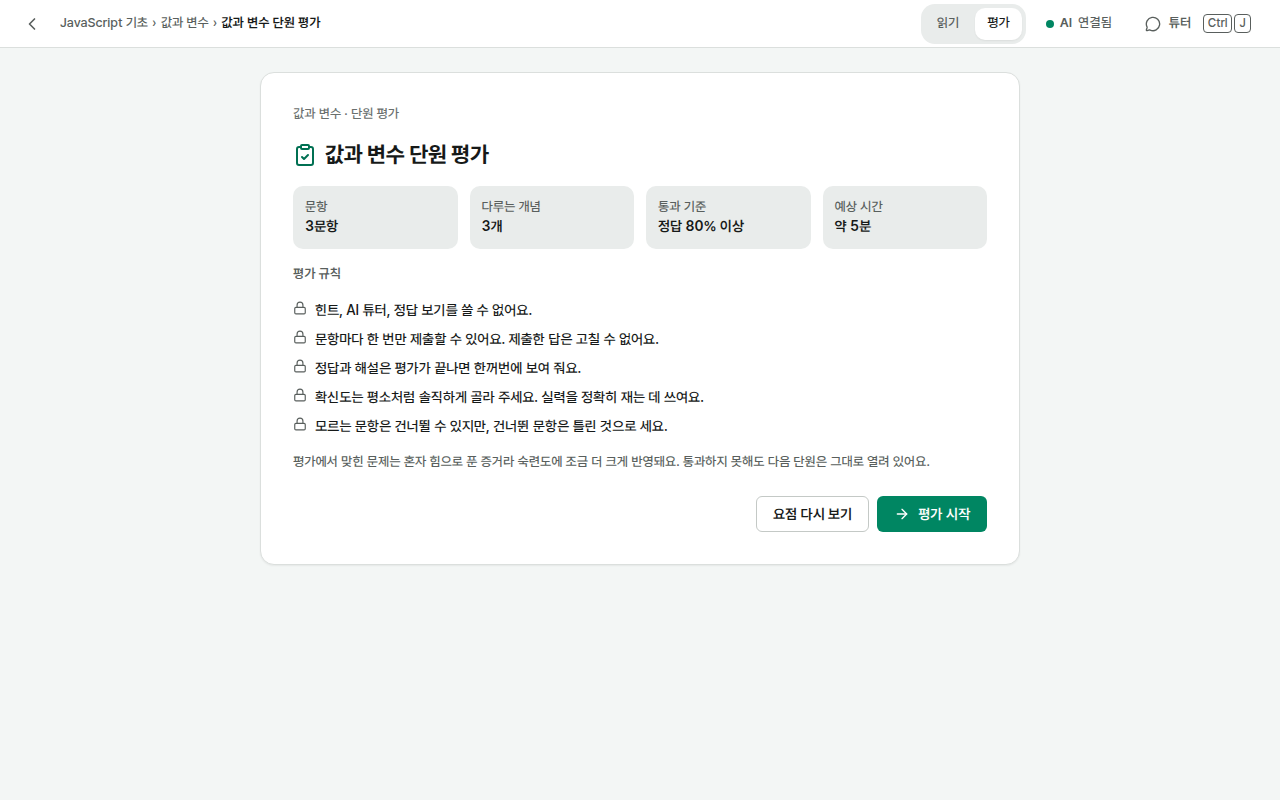 JavaScript 기초 › 값과 변수 › 값과 변수 단원 평가
읽기
평가
AI 연결됨
튜터
Ctrl J
값과 변수 · 단원 평가
값과 변수 단원 평가
문항
3문항
다루는 개념
3개
통과 기준
정답 80% 이상
예상 시간
약 5분
평가 규칙
힌트, AI 튜터, 정답 보기를 쓸 수 없어요.
문항마다 한 번만 제출할 수 있어요. 제출한 답은 고칠 수 없어요.
정답과 해설은 평가가 끝나면 한꺼번에 보여 줘요.
확신도는 평소처럼 솔직하게 골라 주세요. 실력을 정확히 재는 데 쓰여요.
모르는 문항은 건너뛸 수 있지만, 건너뛴 문항은 틀린 것으로 세요.
평가에서 맞힌 문제는 혼자 힘으로 푼 증거라 숙련도에 조금 더 크게 반영돼요. 통과하지 못해도 다음 단원은 그대로 열려 있어요.
요점 다시 보기
평가 시작